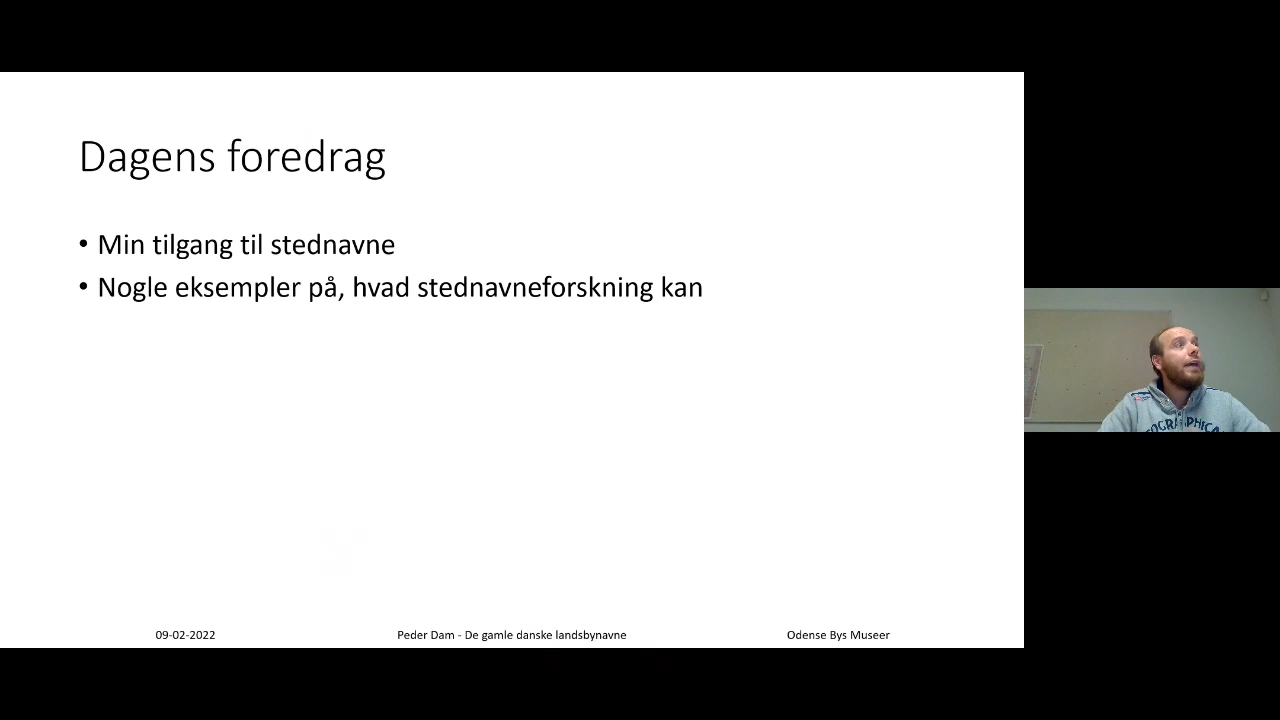 Dagens foredrag
• Min tilgang til stednavne
• Nogle eksempler på, hvad stednavneforskning kan
09-02-2022
Peder Dam - De gamle danske landsbynavne
Odense Bys Museer